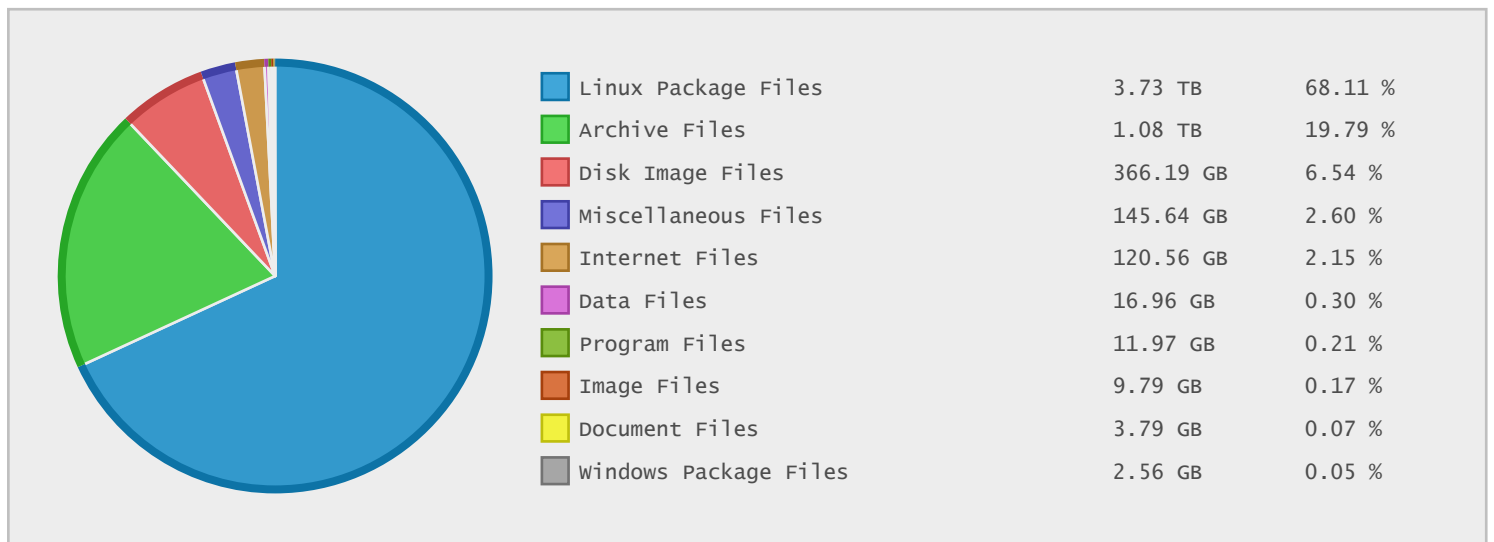 Linux Package Files 3.73 TB 68.11 %
Archive Files 1.08 TB 19.79 %
Disk Image Files 366.19 GB 6.54 %
Miscellaneous Files 145.64 GB 2.60 %
Internet Files 120.56 GB 2.15 %
Data Files 16.96 GB 0.30 %
Program Files 11.97 GB 0.21 %
Image Files 9.79 GB 0.17 %
Document Files 3.79 GB 0.07 %
Windows Package Files 2.56 GB 0.05 %